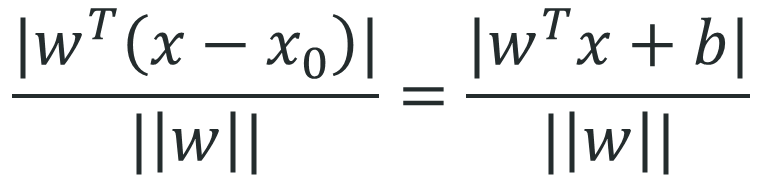 |w^T(x − x_0)| / ||w|| = |w^T x + b| / ||w||